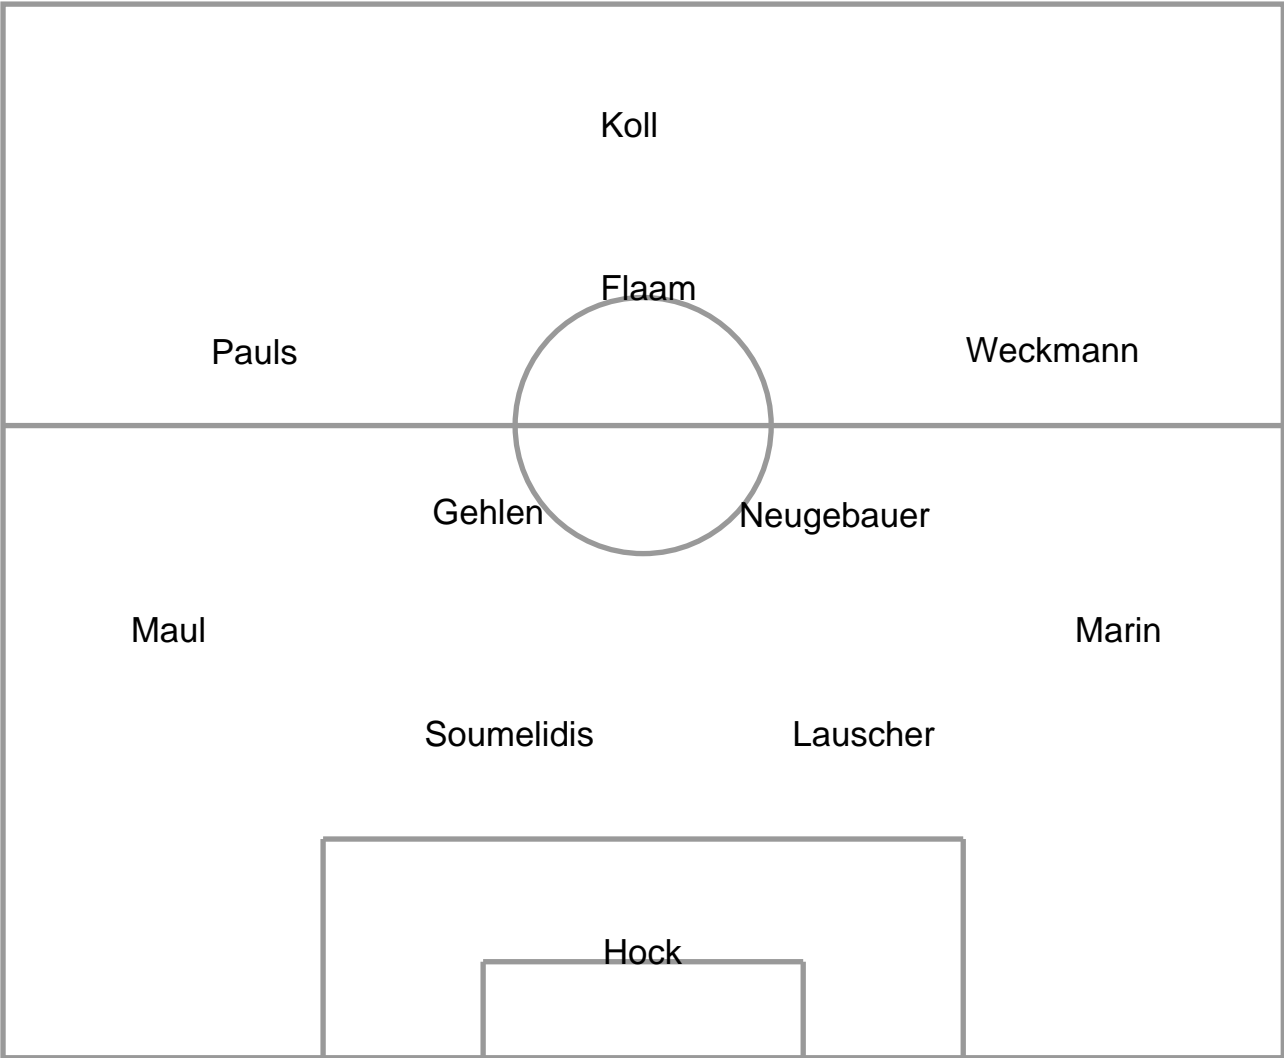 Koll
Flaam
Pauls
Weckmann
Gehlen
Neugebauer
Maul
Marin
Soumelidis
Lauscher
Hock